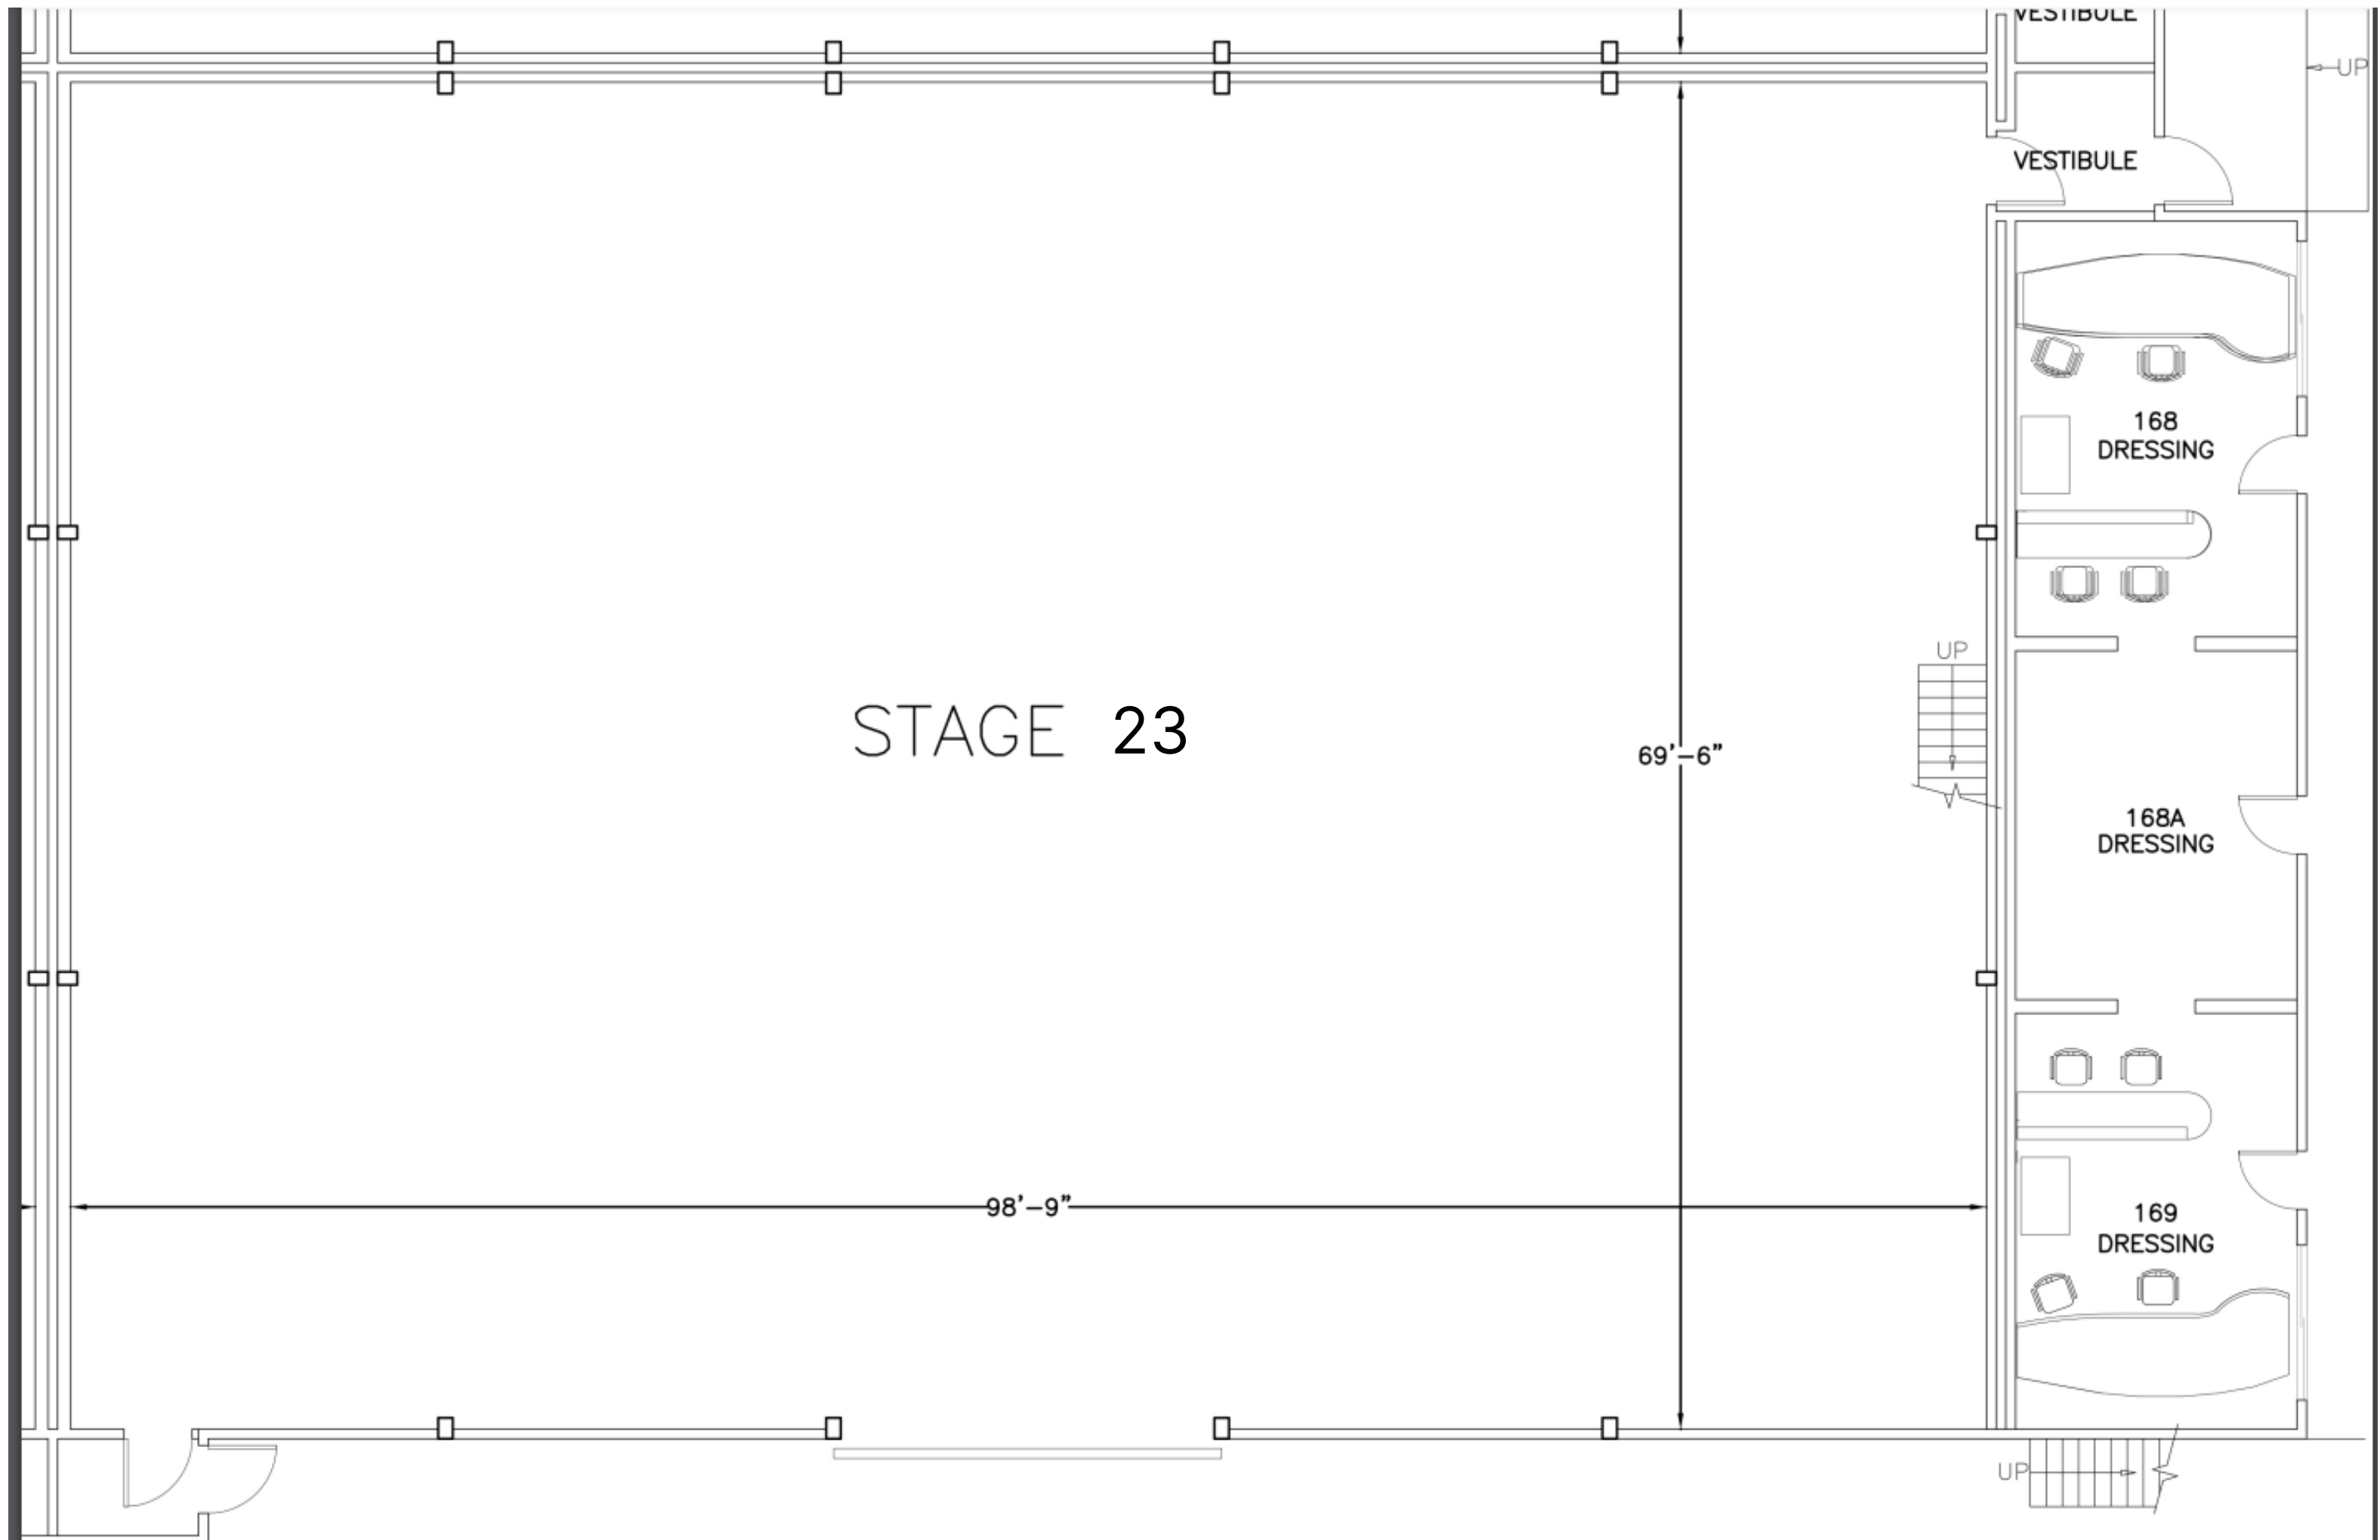 VESTIBULE
UP
VESTIBULE
168
DRESSING
UP
STAGE 23
69'-6"
168A
DRESSING
98'-9"
169
DRESSING
UP